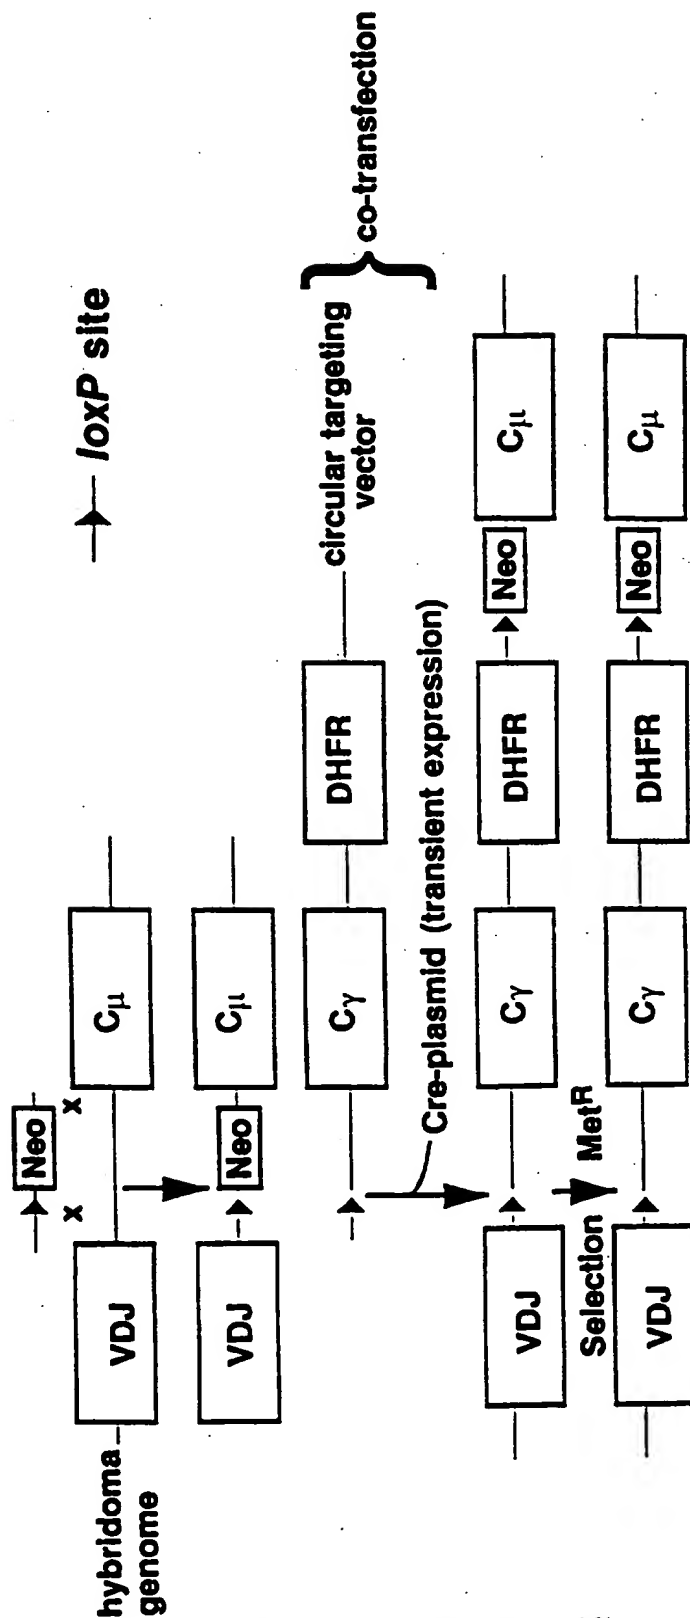 loxP site
Neo
hybridoma
genome
VDJ
x
x
Cμ
VDJ
Neo
Cμ
Cγ
DHFR
circular targeting
vector
co-transfection
Cre-plasmid (transient expression)
VDJ
Cγ
DHFR
Neo
Cμ
Selection
Met^R
VDJ
Cγ
DHFR
Neo
Cμ